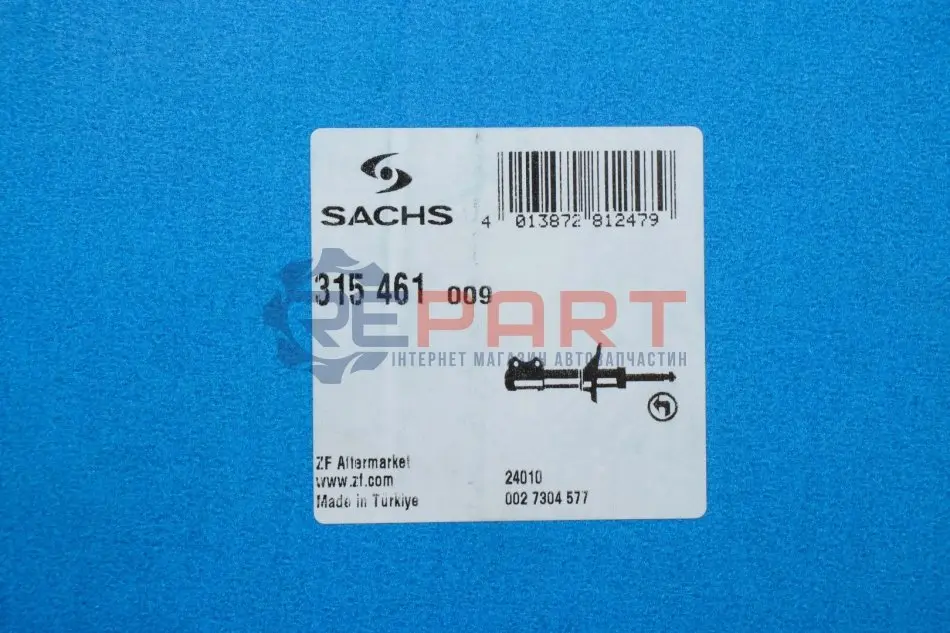 SACHS
4 013872 812479
315 461 009
REPART
ІНТЕРНЕТ МАГАЗИН АВТОЗАПЧАСТИН
ZF Aftermarket
www.zf.com
Made in Türkiye
24010
002 7304 577